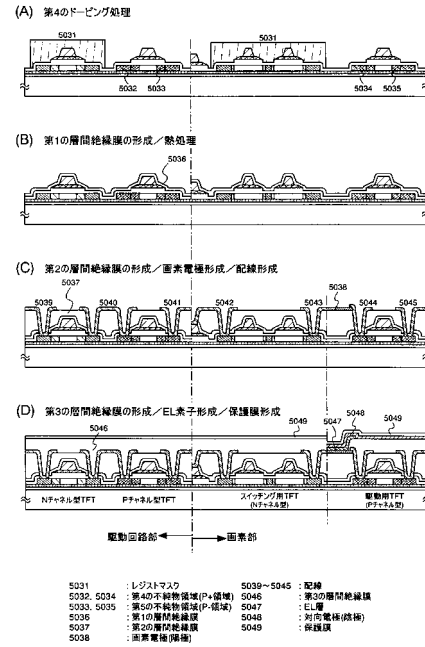 (A) 第4のドーピング処理
5031
5031
5032 5033
5034 5035
(B) 第1の層間絶縁膜の形成/熱処理
5036
(C) 第2の層間絶縁膜の形成/画素電極形成/配線形成
5037
5038
5039 5040 5041 5042 5043 5044 5045
(D) 第3の層間絶縁膜の形成/EL素子形成/保護膜形成
5046
5049 5047 5048 5049
Nチャネル型TFT Pチャネル型TFT スイッチング用TFT 駆動用TFT
(Nチャネル型) (Pチャネル型)
駆動回路部 画素部
5031 :レジストマスク 5039〜5045 :配線
5032、5034 :第4の不純物領域(P+領域) 5046 :第3の層間絶縁膜
5033、5035 :第5の不純物領域(P-領域) 5047 :EL層
5036 :第1の層間絶縁膜 5048 :対向電極(陰極)
5037 :第2の層間絶縁膜 5049 :保護膜
5038 :画素電極(陽極)